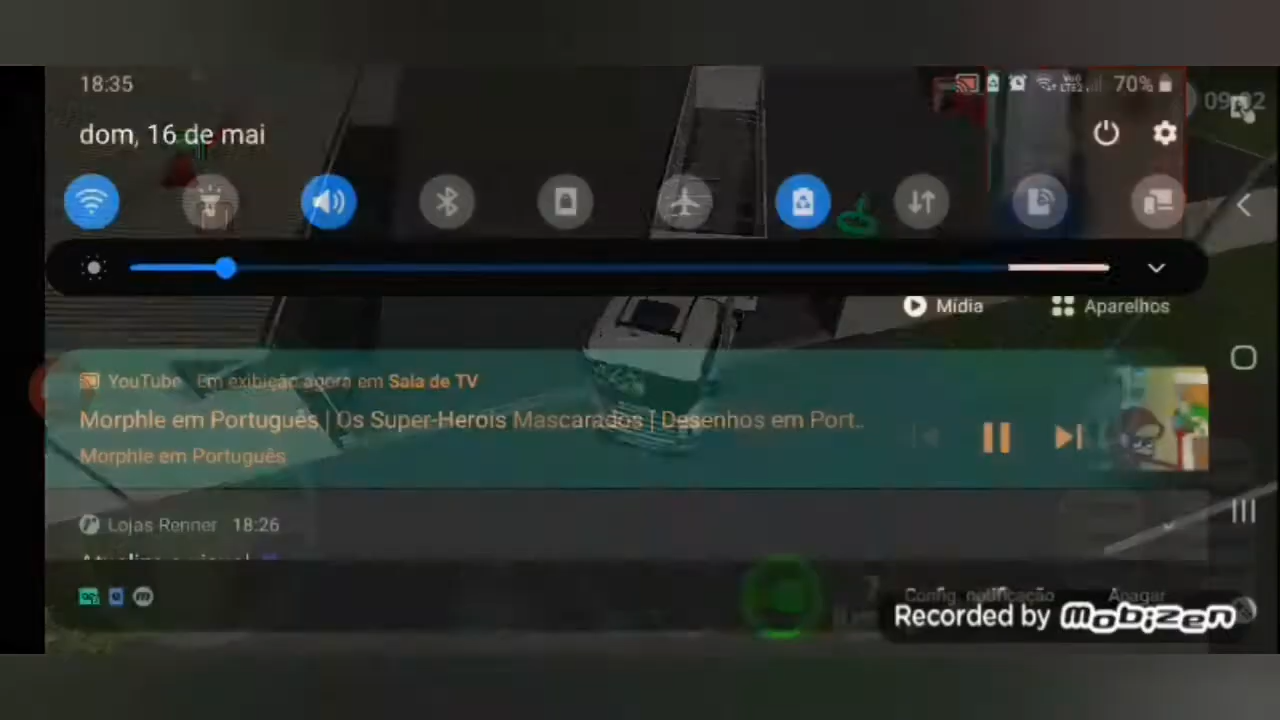 18:35
70%
dom, 16 de mai
Mídia
Aparelhos
YouTube Em exibição agora em Sala de TV
Morphle em Português | Os Super-Herois Mascarados | Desenhos em Port..
Morphle em Português
Lojas Renner 18:26
Config. notificação
Apagar
Recorded by mobizen